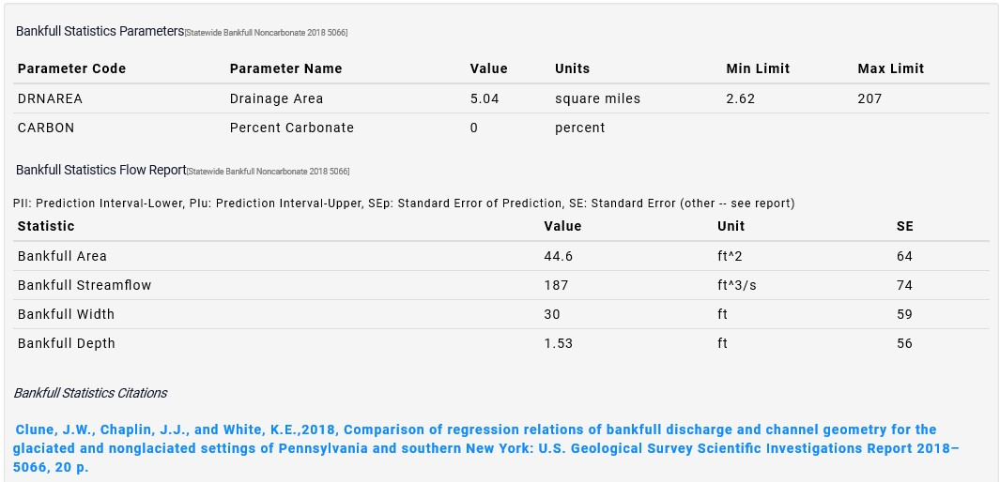 Bankfull Statistics Parameters[Statewide Bankfull Noncarbonate 2018 5066]
Parameter Code Parameter Name Value Units Min Limit Max Limit
DRNAREA Drainage Area 5.04 square miles 2.62 207
CARBON Percent Carbonate 0 percent
Bankfull Statistics Flow Report[Statewide Bankfull Noncarbonate 2018 5066]
PII: Prediction Interval-Lower, PIu: Prediction Interval-Upper, SEp: Standard Error of Prediction, SE: Standard Error (other -- see report)
Statistic Value Unit SE
Bankfull Area 44.6 ft^2 64
Bankfull Streamflow 187 ft^3/s 74
Bankfull Width 30 ft 59
Bankfull Depth 1.53 ft 56
Bankfull Statistics Citations
Clune, J.W., Chaplin, J.J., and White, K.E.,2018, Comparison of regression relations of bankfull discharge and channel geometry for the
glaciated and nonglaciated settings of Pennsylvania and southern New York: U.S. Geological Survey Scientific Investigations Report 2018–
5066, 20 p.